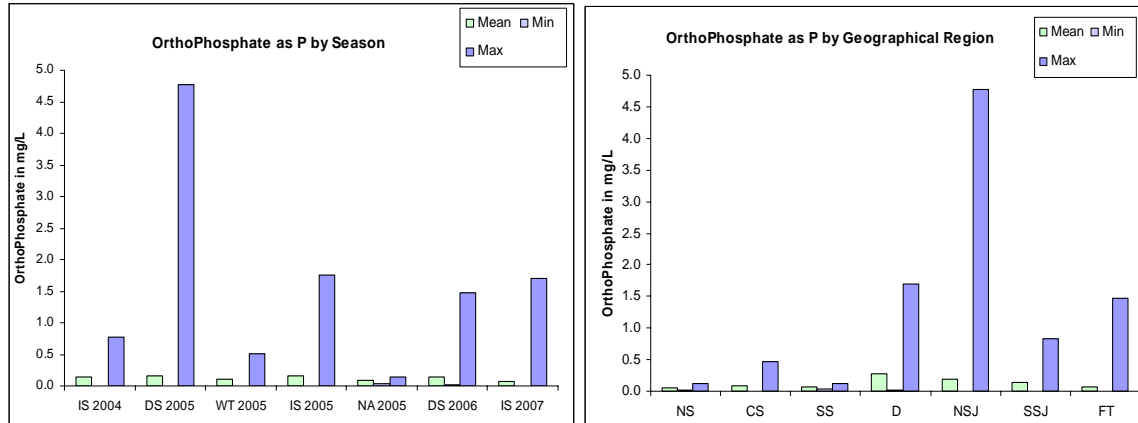 OrthoPhosphate as P by Season
Mean Min
Max
OrthoPhosphate in mg/L
5.0
4.5
4.0
3.5
3.0
2.5
2.0
1.5
1.0
0.5
0.0
IS 2004 DS 2005 WT 2005 IS 2005 NA 2005 DS 2006 IS 2007
OrthoPhosphate as P by Geographical Region
Mean Min
Max
OrthoPhosphate in mg/L
5.0
4.5
4.0
3.5
3.0
2.5
2.0
1.5
1.0
0.5
0.0
NS CS SS D NSJ SSJ FT